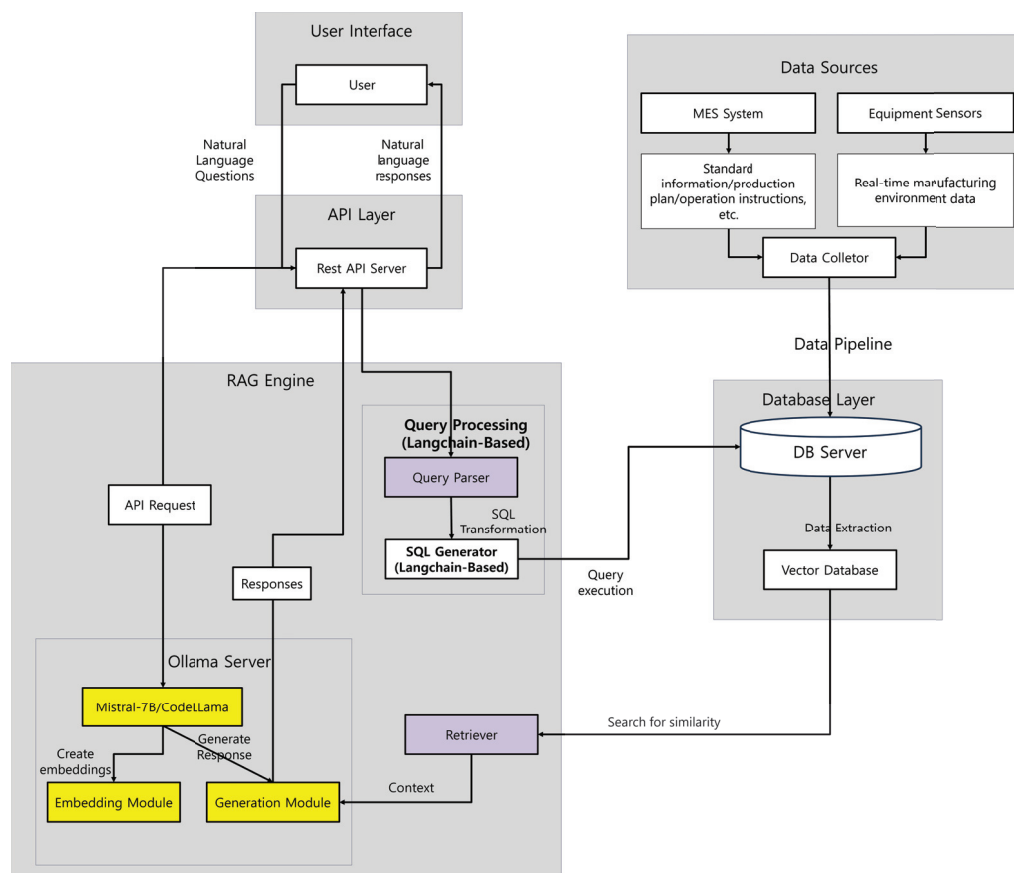 User Interface
User
Natural
Language
Questions
Natural
language
responses
API Layer
Rest API Server
Data Sources
MES System
Equipment Sensors
Standard
information/production
plan/operation instructions,
etc.
Real-time manufacturing
environment data
Data Colletor
Data Pipeline
RAG Engine
Query Processing
(Langchain-Based)
Query Parser
SQL
Transformation
SQL Generator
(Langchain-Based)
Query
execution
Database Layer
DB Server
Data Extraction
Vector Database
API Request
Responses
Ollama Server
Mistral-7B/CodeLLama
Create
embeddings
Generate
Response
Embedding Module
Generation Module
Retriever
Search for similarity
Context